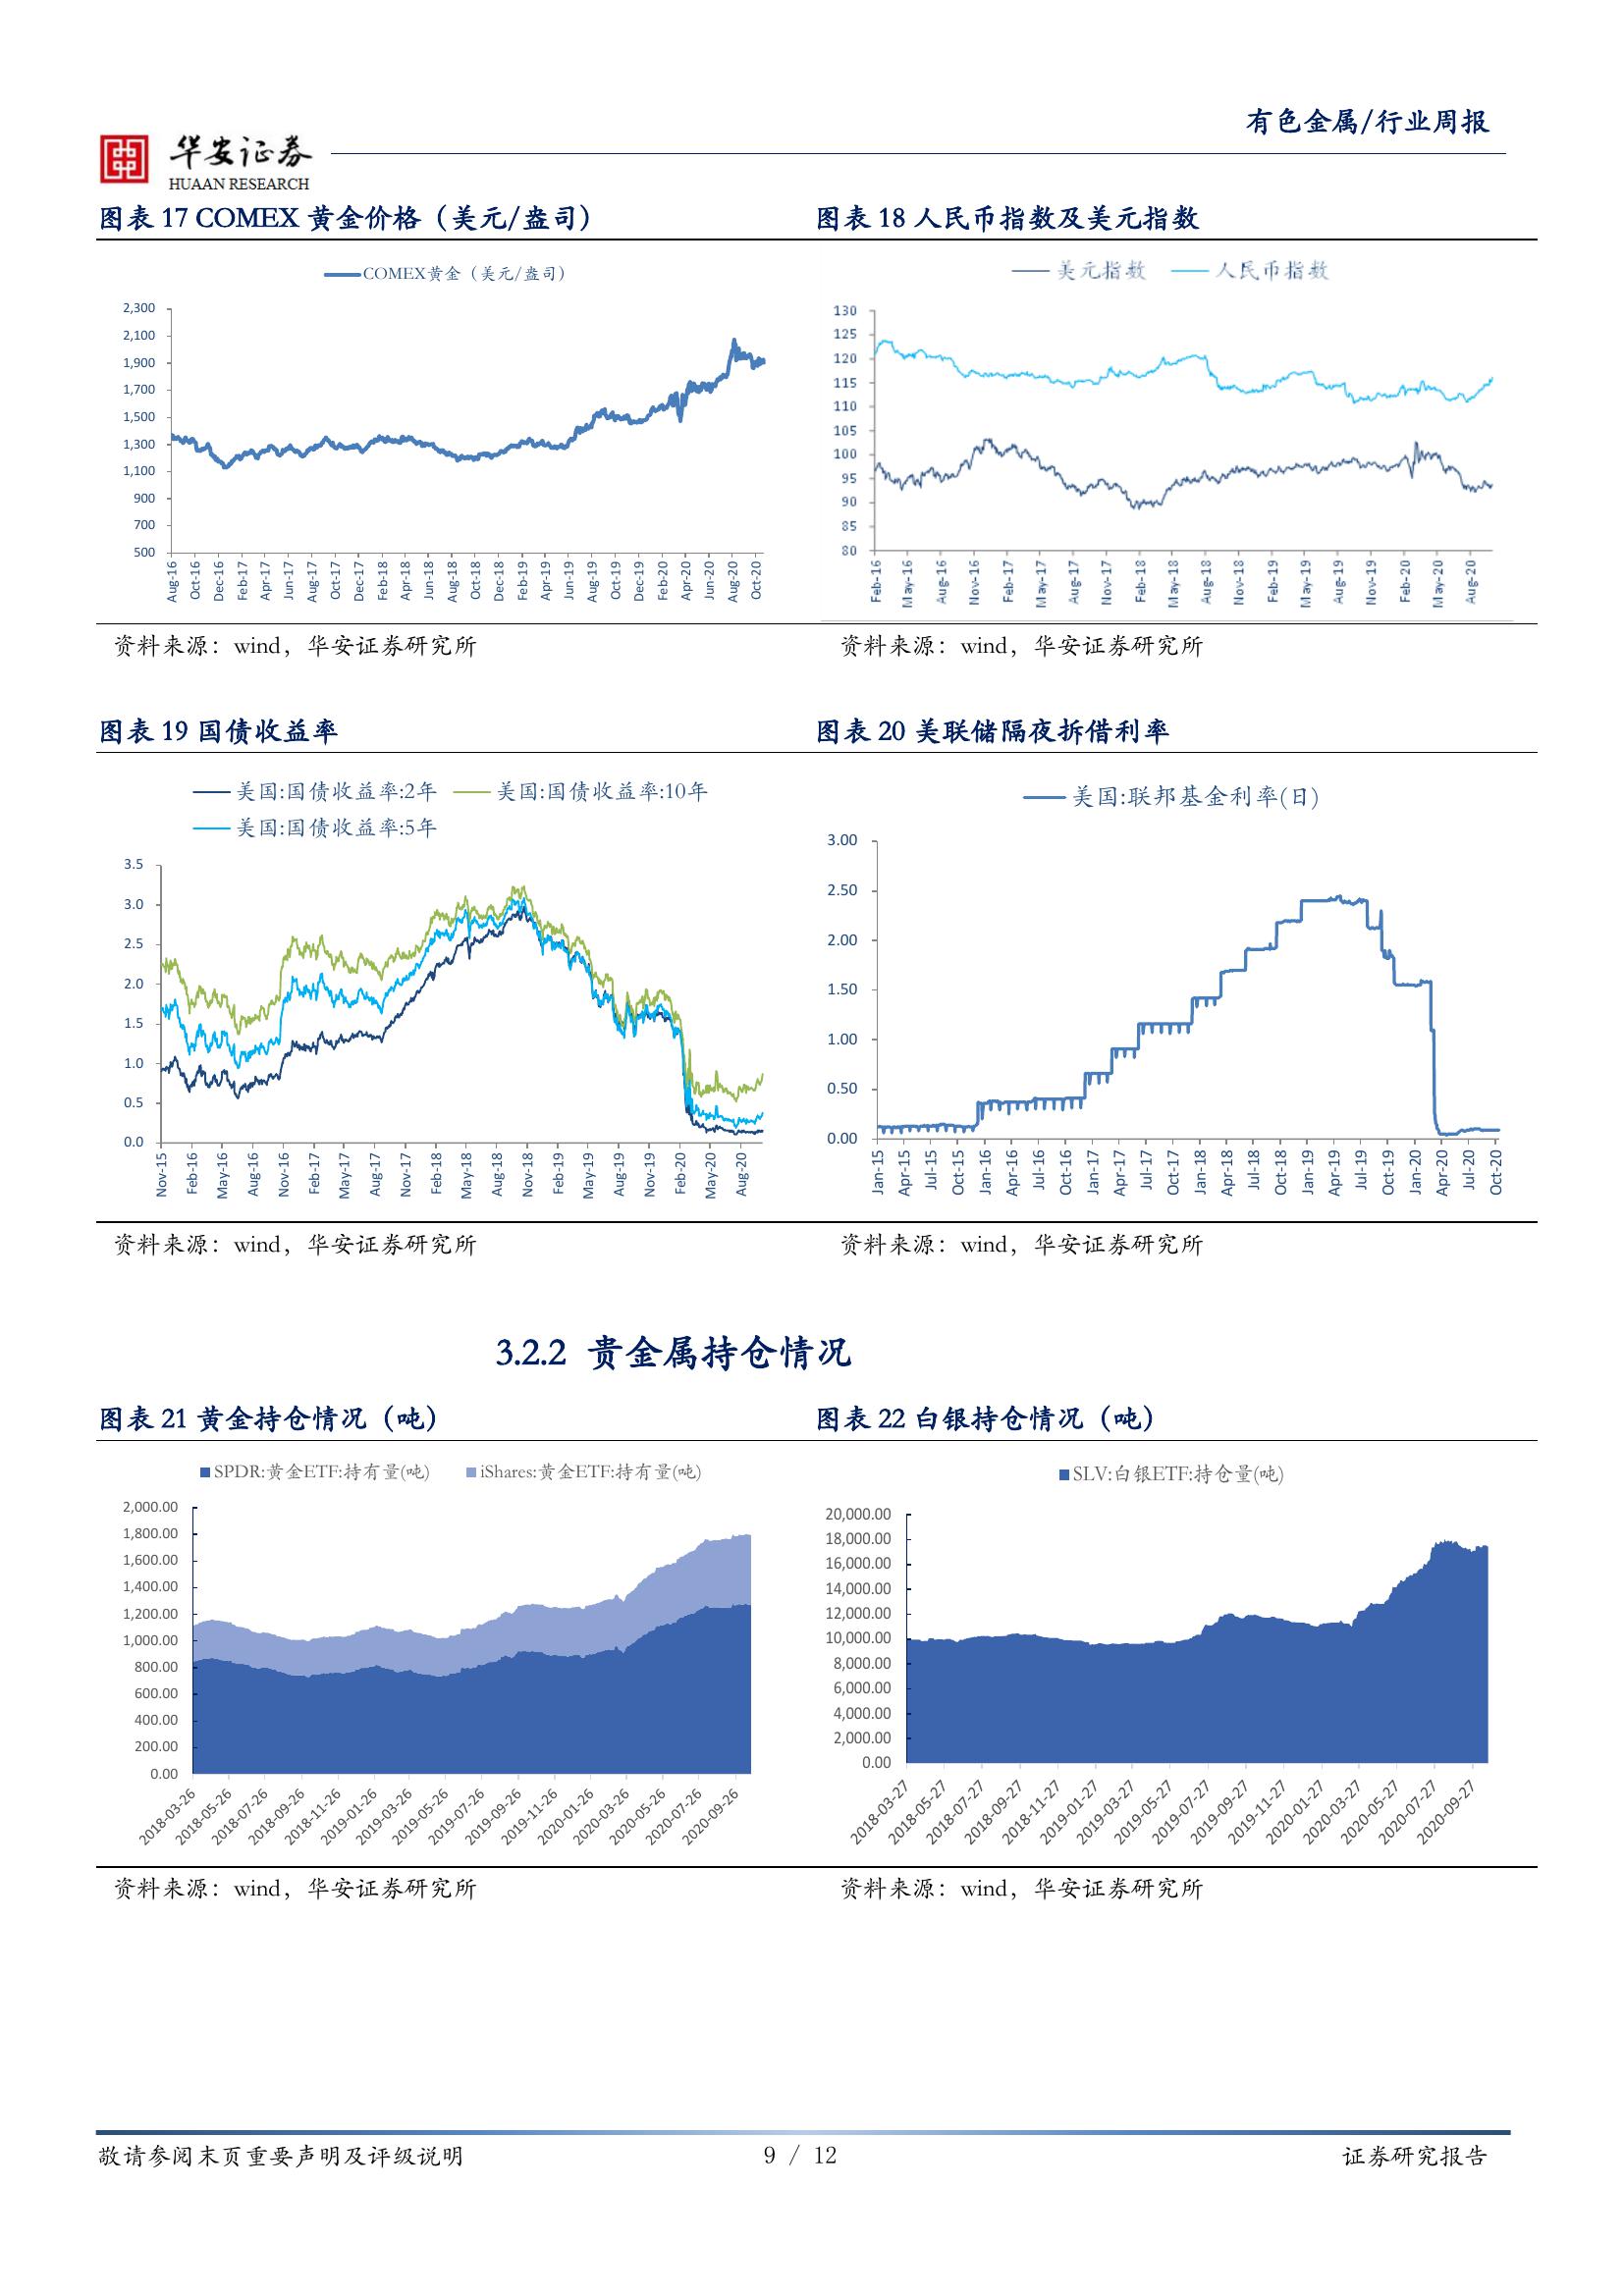 有色金属/行业周报
华安证券
HUAAN RESEARCH
图表 17 COMEX 黄金价格（美元/盎司）
COMEX黄金（美元/盎司）
2,300
2,100
1,900
1,700
1,500
1,300
1,100
900
700
500
Aug-16
Oct-16
Dec-16
Feb-17
Apr-17
Jun-17
Aug-17
Oct-17
Dec-17
Feb-18
Apr-18
Jun-18
Aug-18
Oct-18
Dec-18
Feb-19
Apr-19
Jun-19
Aug-19
Oct-19
Dec-19
Feb-20
Apr-20
Jun-20
Aug-20
Oct-20
资料来源：wind，华安证券研究所
图表 18 人民币指数及美元指数
美元指数 人民币指数
130
125
120
115
110
105
100
95
90
85
80
Feb-16
May-16
Aug-16
Nov-16
Feb-17
May-17
Aug-17
Nov-17
Feb-18
May-18
Aug-18
Nov-18
Feb-19
May-19
Aug-19
Nov-19
Feb-20
May-20
Aug-20
资料来源：wind，华安证券研究所
图表 19 国债收益率
美国:国债收益率:2年 美国:国债收益率:10年
美国:国债收益率:5年
3.5
3.0
2.5
2.0
1.5
1.0
0.5
0.0
Nov-15
Feb-16
May-16
Aug-16
Nov-16
Feb-17
May-17
Aug-17
Nov-17
Feb-18
May-18
Aug-18
Nov-18
Feb-19
May-19
Aug-19
Nov-19
Feb-20
May-20
Aug-20
资料来源：wind，华安证券研究所
图表 20 美联储隔夜拆借利率
美国:联邦基金利率(日)
3.00
2.50
2.00
1.50
1.00
0.50
0.00
Jan-15
Apr-15
Jul-15
Oct-15
Jan-16
Apr-16
Jul-16
Oct-16
Jan-17
Apr-17
Jul-17
Oct-17
Jan-18
Apr-18
Jul-18
Oct-18
Jan-19
Apr-19
Jul-19
Oct-19
Jan-20
Apr-20
Jul-20
Oct-20
资料来源：wind，华安证券研究所
3.2.2 贵金属持仓情况
图表 21 黄金持仓情况（吨）
SPDR:黄金ETF:持有量(吨) iShares:黄金ETF:持有量(吨)
2,000.00
1,800.00
1,600.00
1,400.00
1,200.00
1,000.00
800.00
600.00
400.00
200.00
0.00
2018-03-26
2018-05-26
2018-07-26
2018-09-26
2018-11-26
2019-01-26
2019-03-26
2019-05-26
2019-07-26
2019-09-26
2019-11-26
2020-01-26
2020-03-26
2020-05-26
2020-07-26
2020-09-26
资料来源：wind，华安证券研究所
图表 22 白银持仓情况（吨）
SLV:白银ETF:持仓量(吨)
20,000.00
18,000.00
16,000.00
14,000.00
12,000.00
10,000.00
8,000.00
6,000.00
4,000.00
2,000.00
0.00
2018-03-27
2018-05-27
2018-07-27
2018-09-27
2018-11-27
2019-01-27
2019-03-27
2019-05-27
2019-07-27
2019-09-27
2019-11-27
2020-01-27
2020-03-27
2020-05-27
2020-07-27
2020-09-27
资料来源：wind，华安证券研究所
敬请参阅末页重要声明及评级说明 9 / 12 证券研究报告